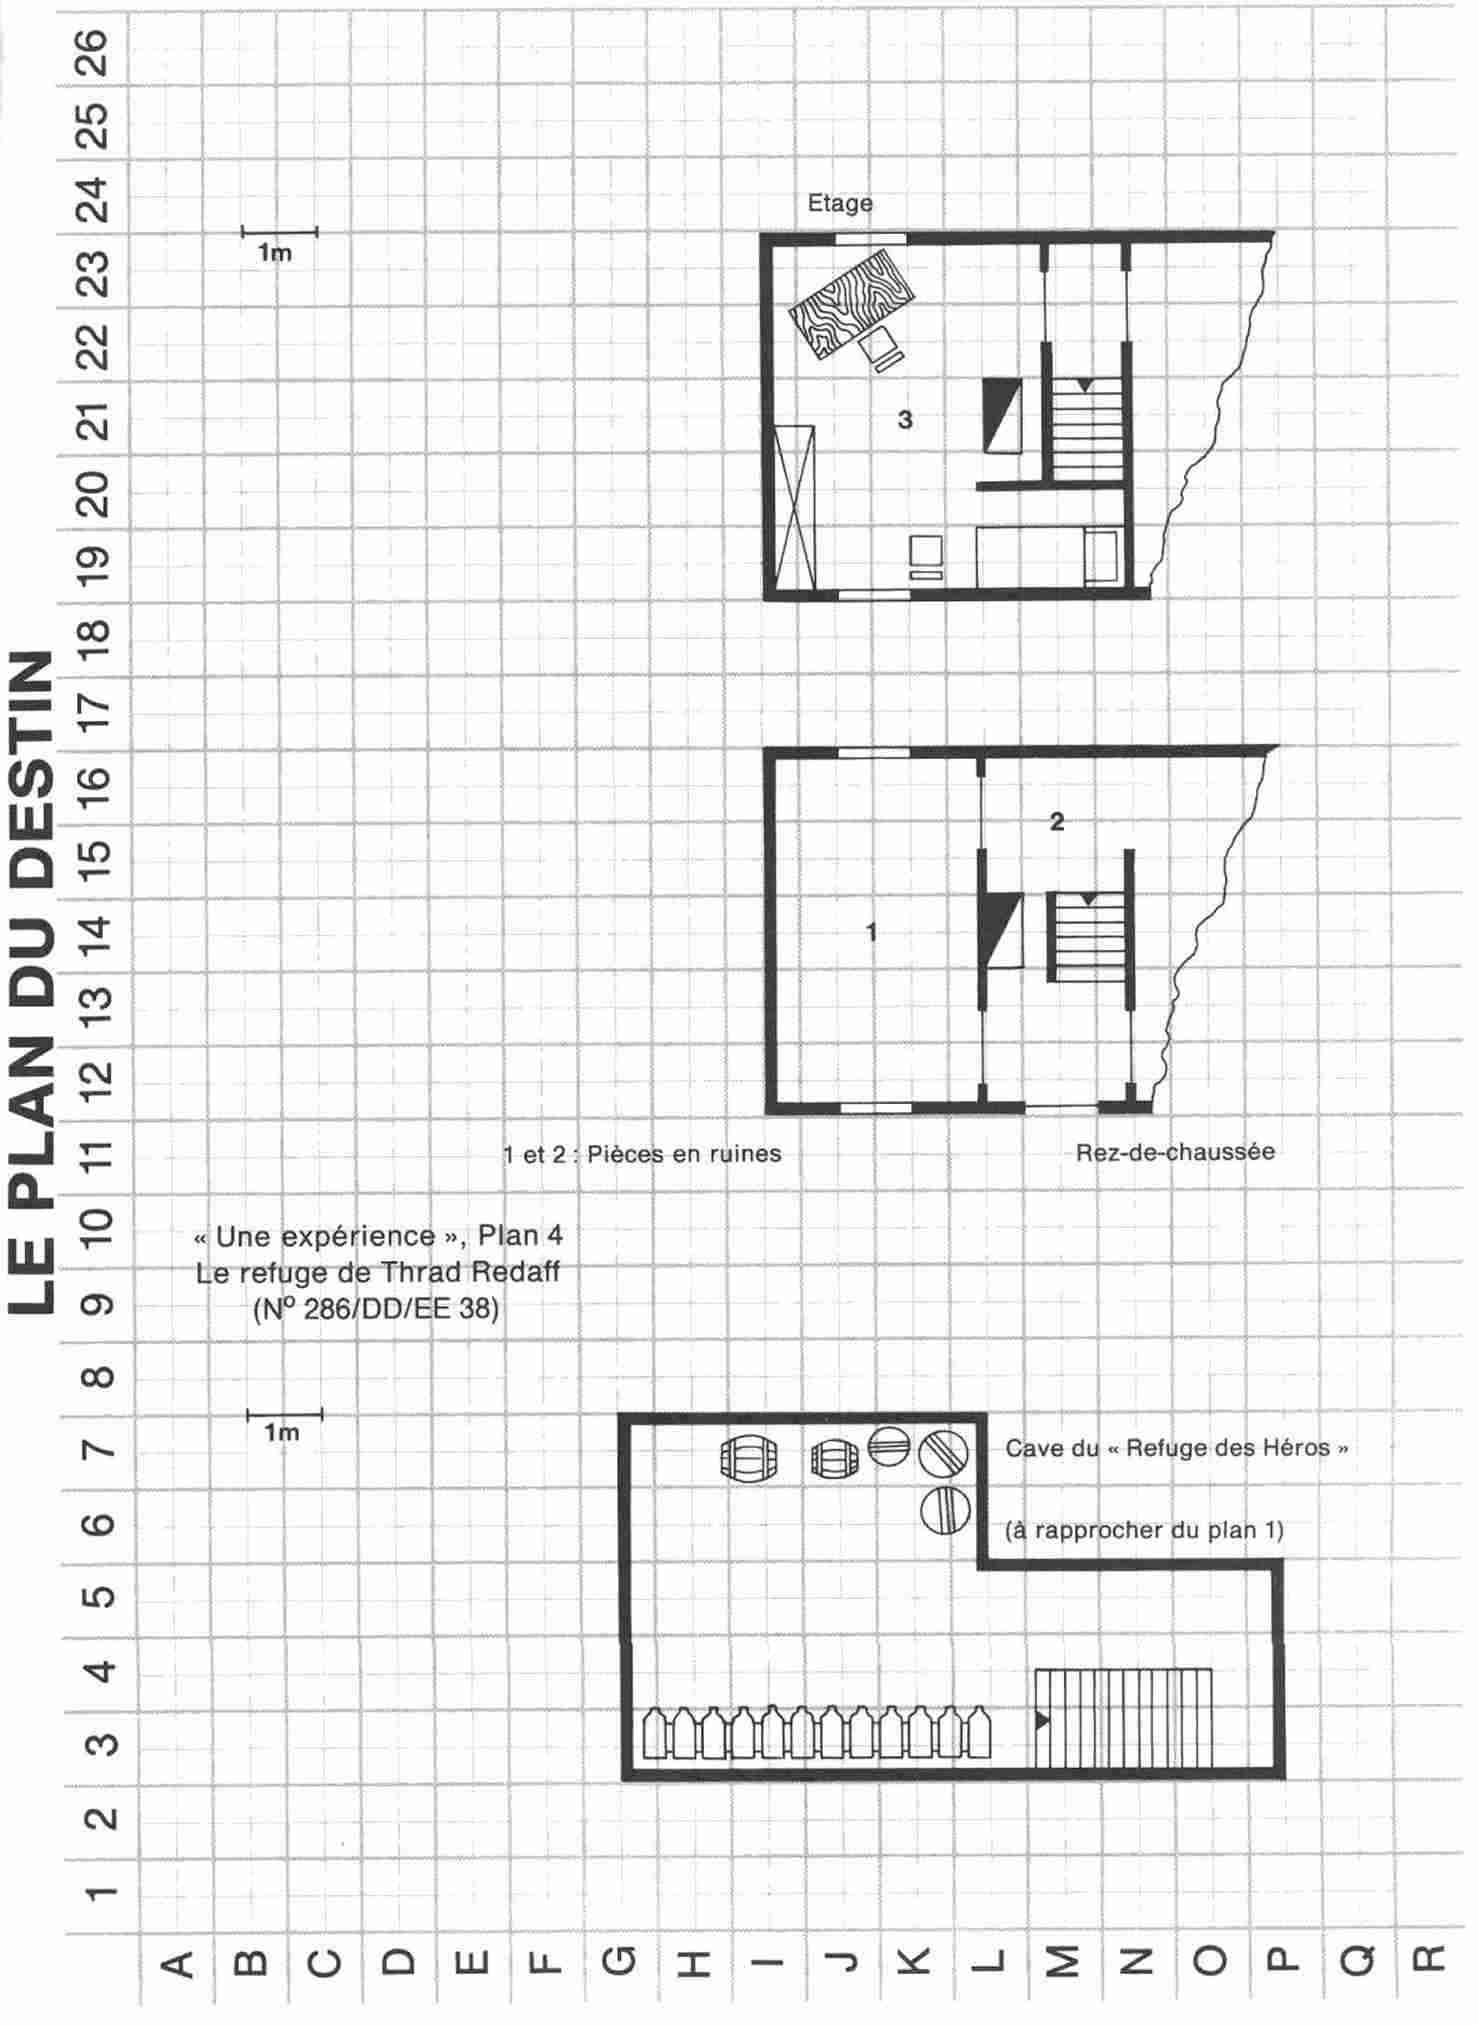 LE PLAN DU DESTIN
26
25
24
23
22
21
20
19
18
17
16
15
14
13
12
11
10
9
8
7
6
5
4
3
2
1
Etage
1m
3
2
1
1 et 2 : Pièces en ruines
Rez-de-chaussée
« Une expérience », Plan 4
Le refuge de Thrad Redaff
(Nº 286/DD/EE 38)
1m
Cave du « Refuge des Héros »
(à rapprocher du plan 1)
A B C D E F G H I J K L M N O P Q R